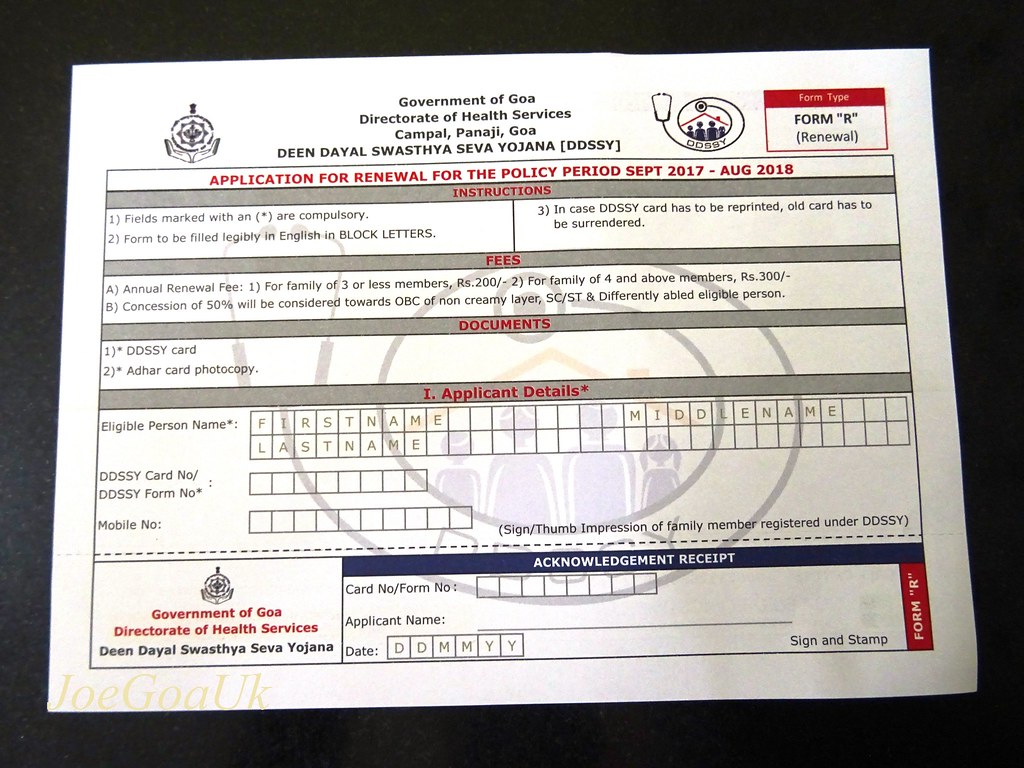 Government of Goa
Directorate of Health Services
Campal, Panaji, Goa
DEEN DAYAL SWASTHYA SEVA YOJANA [DDSSY]
DDSSY
Form Type
FORM "R"
(Renewal)
APPLICATION FOR RENEWAL FOR THE POLICY PERIOD SEPT 2017 - AUG 2018
INSTRUCTIONS
1) Fields marked with an (*) are compulsory.
2) Form to be filled legibly in English in BLOCK LETTERS.
3) In case DDSSY card has to be reprinted, old card has to
be surrendered.
FEES
A) Annual Renewal Fee: 1) For family of 3 or less members, Rs.200/- 2) For family of 4 and above members, Rs.300/-
B) Concession of 50% will be considered towards OBC of non creamy layer, SC/ST & Differently abled eligible person.
DOCUMENTS
1)* DDSSY card
2)* Adhar card photocopy.
I. Applicant Details*
Eligible Person Name*: FIRSTNAME MIDDLENAME
LASTNAME
DDSSY Card No/
DDSSY Form No* :
Mobile No:
(Sign/Thumb Impression of family member registered under DDSSY)
DDSSY
Government of Goa
Directorate of Health Services
Deen Dayal Swasthya Seva Yojana
ACKNOWLEDGEMENT RECEIPT
Card No/Form No :
Applicant Name:
Date: DDMMYY
Sign and Stamp
FORM "R"
JoeGoaUk